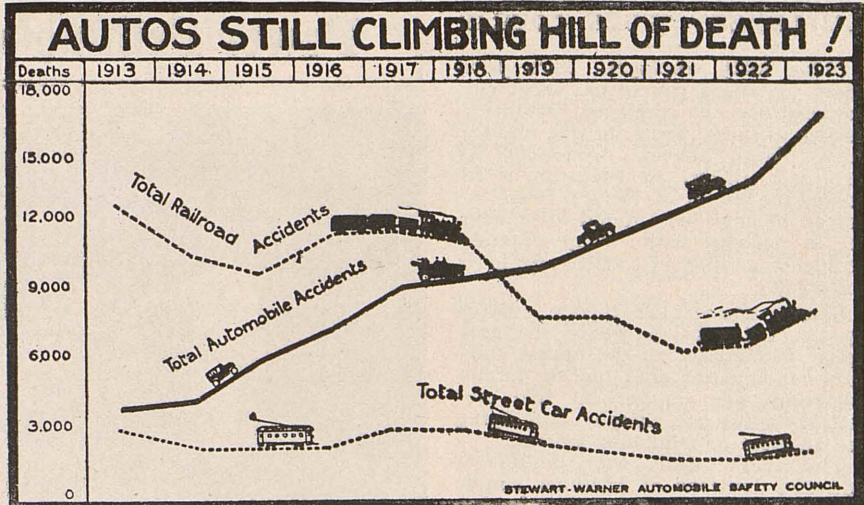 AUTOS STILL CLIMBING HILL OF DEATH !
Deaths 1913 1914 1915 1916 1917 1918 1919 1920 1921 1922 1923
18,000
15,000
12,000
9,000
6,000
3,000
0
Total Railroad Accidents
Total Automobile Accidents
Total Street Car Accidents
STEWART-WARNER AUTOMOBILE SAFETY COUNCIL